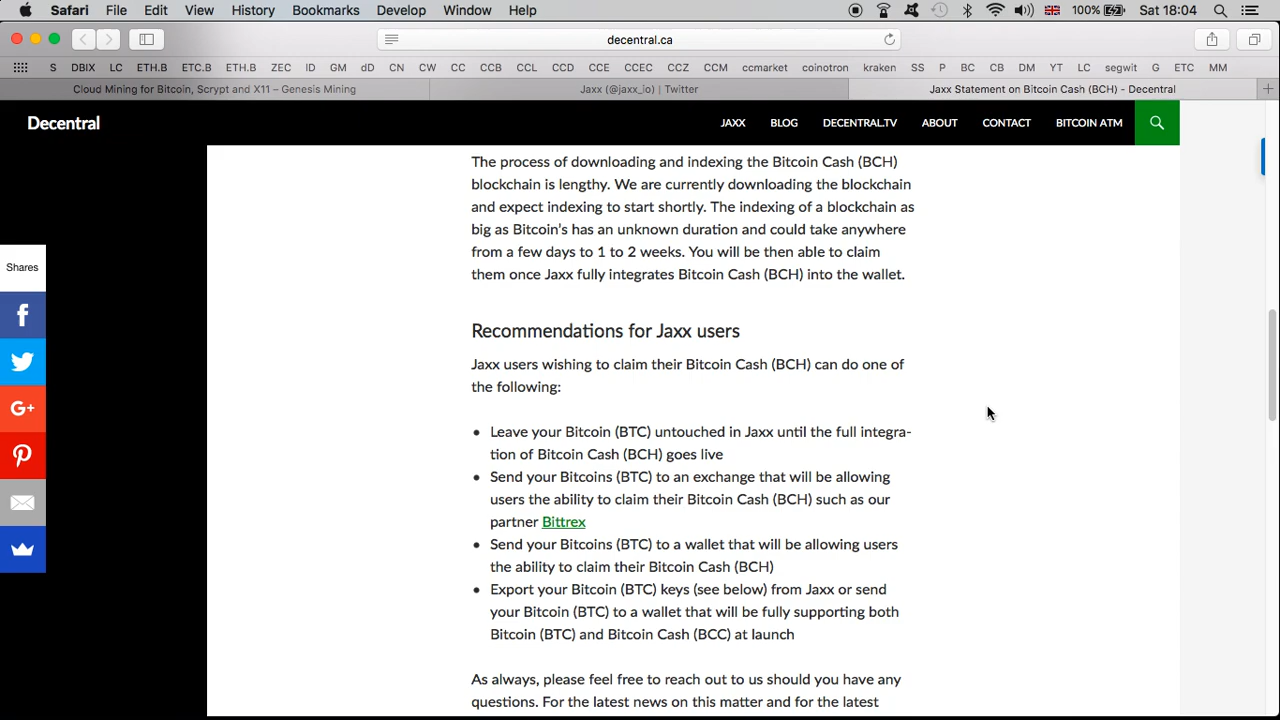 Safari File Edit View History Bookmarks Develop Window Help 100% Sat 18:04
decentral.ca
S DBIX LC ETH.B ETC.B ETH.B ZEC ID GM dD CN CW CC CCB CCL CCD CCE CCEC CCZ CCM ccmarket coinotron kraken SS P BC CB DM YT LC segwit G ETC MM
Cloud Mining for Bitcoin, Scrypt and X11 – Genesis Mining
Jaxx (@jaxx_io) | Twitter
Jaxx Statement on Bitcoin Cash (BCH) - Decentral
Decentral
JAXX BLOG DECENTRAL.TV ABOUT CONTACT BITCOIN ATM
Shares
The process of downloading and indexing the Bitcoin Cash (BCH)
blockchain is lengthy. We are currently downloading the blockchain
and expect indexing to start shortly. The indexing of a blockchain as
big as Bitcoin's has an unknown duration and could take anywhere
from a few days to 1 to 2 weeks. You will be then able to claim
them once Jaxx fully integrates Bitcoin Cash (BCH) into the wallet.
Recommendations for Jaxx users
Jaxx users wishing to claim their Bitcoin Cash (BCH) can do one of
the following:
• Leave your Bitcoin (BTC) untouched in Jaxx until the full integra-
tion of Bitcoin Cash (BCH) goes live
• Send your Bitcoins (BTC) to an exchange that will be allowing
users the ability to claim their Bitcoin Cash (BCH) such as our
partner Bittrex
• Send your Bitcoins (BTC) to a wallet that will be allowing users
the ability to claim their Bitcoin Cash (BCH)
• Export your Bitcoin (BTC) keys (see below) from Jaxx or send
your Bitcoin (BTC) to a wallet that will be fully supporting both
Bitcoin (BTC) and Bitcoin Cash (BCC) at launch
As always, please feel free to reach out to us should you have any
questions. For the latest news on this matter and for the latest